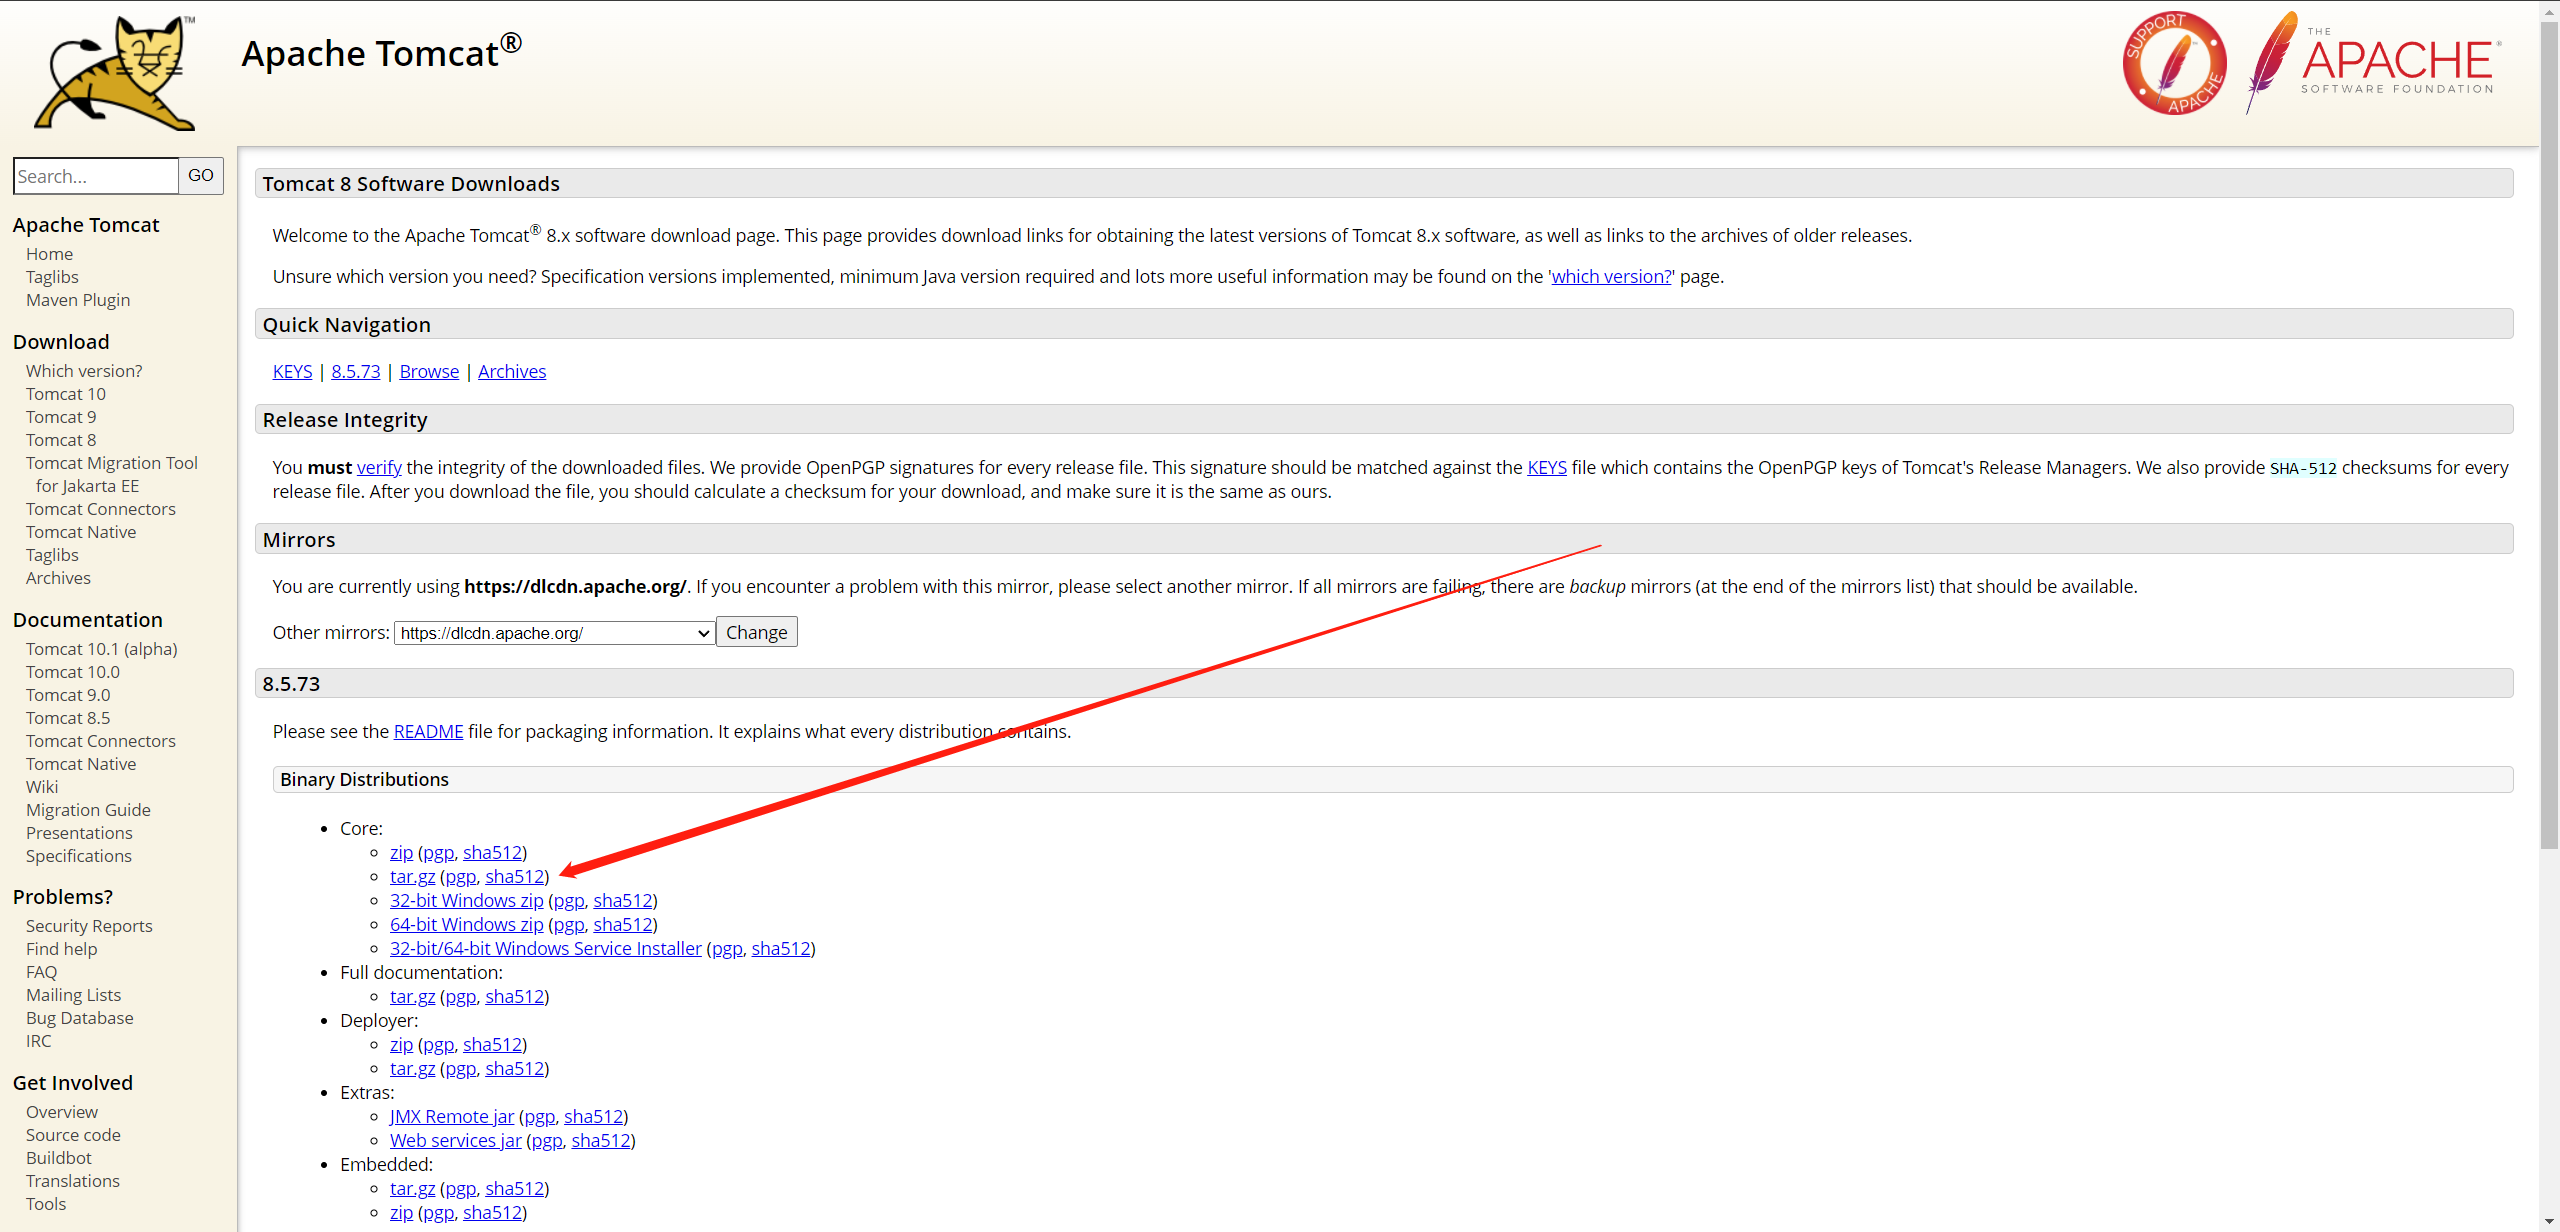 Apache Tomcat®
TM
SUPPORT
APACHE
THE
APACHE®
SOFTWARE FOUNDATION
Search...
GO
Apache Tomcat
Home
Taglibs
Maven Plugin
Download
Which version?
Tomcat 10
Tomcat 9
Tomcat 8
Tomcat Migration Tool
for Jakarta EE
Tomcat Connectors
Tomcat Native
Taglibs
Archives
Documentation
Tomcat 10.1 (alpha)
Tomcat 10.0
Tomcat 9.0
Tomcat 8.5
Tomcat Connectors
Tomcat Native
Wiki
Migration Guide
Presentations
Specifications
Problems?
Security Reports
Find help
FAQ
Mailing Lists
Bug Database
IRC
Get Involved
Overview
Source code
Buildbot
Translations
Tools
Tomcat 8 Software Downloads
Welcome to the Apache Tomcat® 8.x software download page. This page provides download links for obtaining the latest versions of Tomcat 8.x software, as well as links to the archives of older releases.
Unsure which version you need? Specification versions implemented, minimum Java version required and lots more useful information may be found on the 'which version?' page.
Quick Navigation
KEYS | 8.5.73 | Browse | Archives
Release Integrity
You must verify the integrity of the downloaded files. We provide OpenPGP signatures for every release file. This signature should be matched against the KEYS file which contains the OpenPGP keys of Tomcat's Release Managers. We also provide SHA-512 checksums for every
release file. After you download the file, you should calculate a checksum for your download, and make sure it is the same as ours.
Mirrors
You are currently using https://dlcdn.apache.org/. If you encounter a problem with this mirror, please select another mirror. If all mirrors are failing, there are backup mirrors (at the end of the mirrors list) that should be available.
Other mirrors: https://dlcdn.apache.org/ Change
8.5.73
Please see the README file for packaging information. It explains what every distribution contains.
Binary Distributions
Core:
zip (pgp, sha512)
tar.gz (pgp, sha512)
32-bit Windows zip (pgp, sha512)
64-bit Windows zip (pgp, sha512)
32-bit/64-bit Windows Service Installer (pgp, sha512)
Full documentation:
tar.gz (pgp, sha512)
Deployer:
zip (pgp, sha512)
tar.gz (pgp, sha512)
Extras:
JMX Remote jar (pgp, sha512)
Web services jar (pgp, sha512)
Embedded:
tar.gz (pgp, sha512)
zip (pgp, sha512)